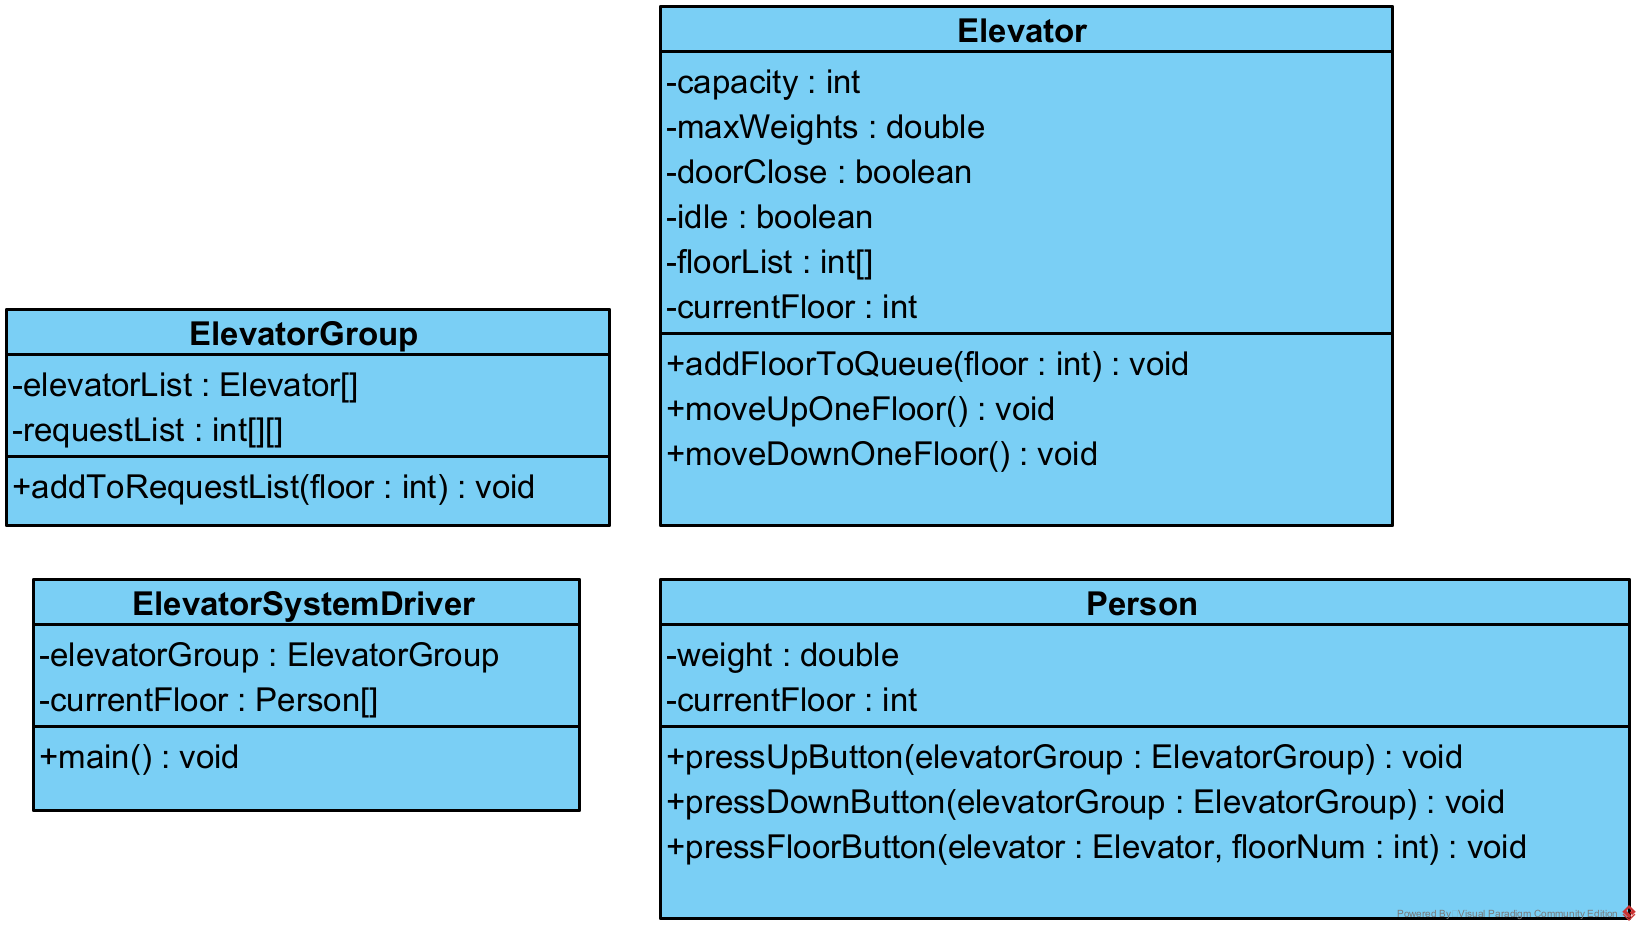 Elevator
-capacity : int
-maxWeights : double
-doorClose : boolean
-idle : boolean
-floorList : int[]
-currentFloor : int
+addFloorToQueue(floor : int) : void
+moveUpOneFloor() : void
+moveDownOneFloor() : void
ElevatorGroup
-elevatorList : Elevator[]
-requestList : int[][]
+addToRequestList(floor : int) : void
ElevatorSystemDriver
-elevatorGroup : ElevatorGroup
-currentFloor : Person[]
+main() : void
Person
-weight : double
-currentFloor : int
+pressUpButton(elevatorGroup : ElevatorGroup) : void
+pressDownButton(elevatorGroup : ElevatorGroup) : void
+pressFloorButton(elevator : Elevator, floorNum : int) : void
Powered By Visual Paradigm Community Edition